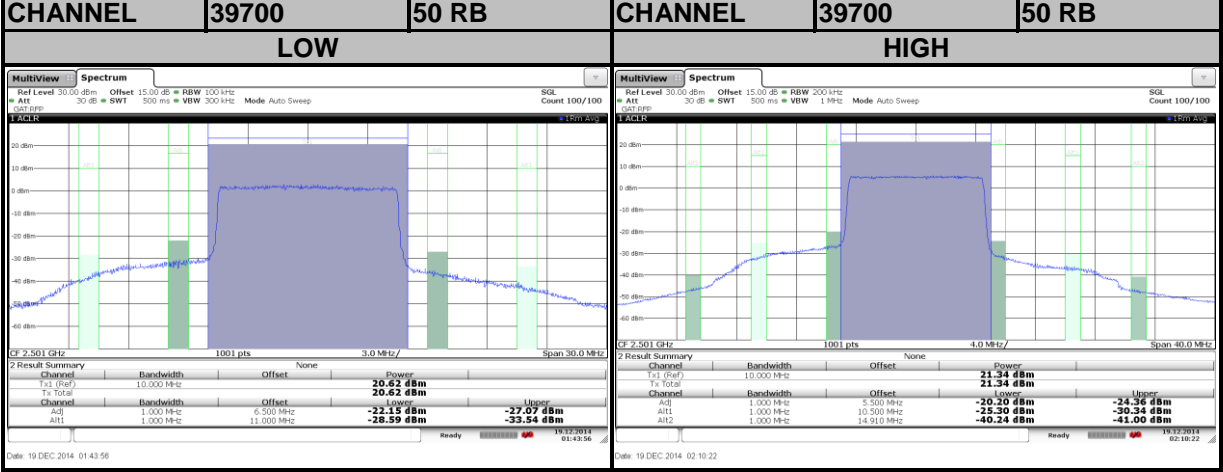 CHANNEL 39700 50 RB
LOW
MultiView Spectrum
Ref Level 30.00 dBm Offset 15.00 dB RBW 100 kHz SGL
Att 30 dB SWT 500 ms VBW 300 kHz Mode Auto Sweep Count 100/100
GAT:RFP
1 ACLR 1Rm Avg
20 dBm
10 dBm
0 dBm
-10 dBm
-20 dBm
-30 dBm
-40 dBm
-50 dBm
-60 dBm
CF 2.501 GHz 1001 pts 3.0 MHz/ Span 30.0 MHz
2 Result Summary None
Channel Bandwidth Offset Power
Tx1 (Ref) 10.000 MHz 20.62 dBm
Tx Total 20.62 dBm
Channel Bandwidth Offset Lower Upper
Adj 1.000 MHz 6.500 MHz -22.15 dBm -27.07 dBm
Alt1 1.000 MHz 11.000 MHz -28.59 dBm -33.54 dBm
Ready 19.12.2014
01:43:56
Date: 19.DEC.2014 01:43:56
CHANNEL 39700 50 RB
HIGH
MultiView Spectrum
Ref Level 30.00 dBm Offset 15.00 dB RBW 200 kHz SGL
Att 30 dB SWT 500 ms VBW 1 MHz Mode Auto Sweep Count 100/100
GAT:RFP
1 ACLR 1Rm Avg
20 dBm
10 dBm
0 dBm
-10 dBm
-20 dBm
-30 dBm
-40 dBm
-50 dBm
-60 dBm
CF 2.501 GHz 1001 pts 4.0 MHz/ Span 40.0 MHz
2 Result Summary None
Channel Bandwidth Offset Power
Tx1 (Ref) 10.000 MHz 21.34 dBm
Tx Total 21.34 dBm
Channel Bandwidth Offset Lower Upper
Adj 1.000 MHz 5.500 MHz -20.20 dBm -24.36 dBm
Alt1 1.000 MHz 10.500 MHz -25.30 dBm -30.34 dBm
Alt2 1.000 MHz 14.910 MHz -40.24 dBm -41.00 dBm
Ready 19.12.2014
02:10:22
Date: 19.DEC.2014 02:10:22